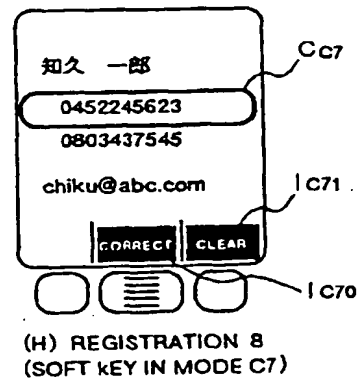 知久 一郎
Cc7
0452245623
0803437545
chiku@abc.com
Ic71
CORRECT CLEAR
Ic70
(H) REGISTRATION 8
(SOFT kEY IN MODE C7)